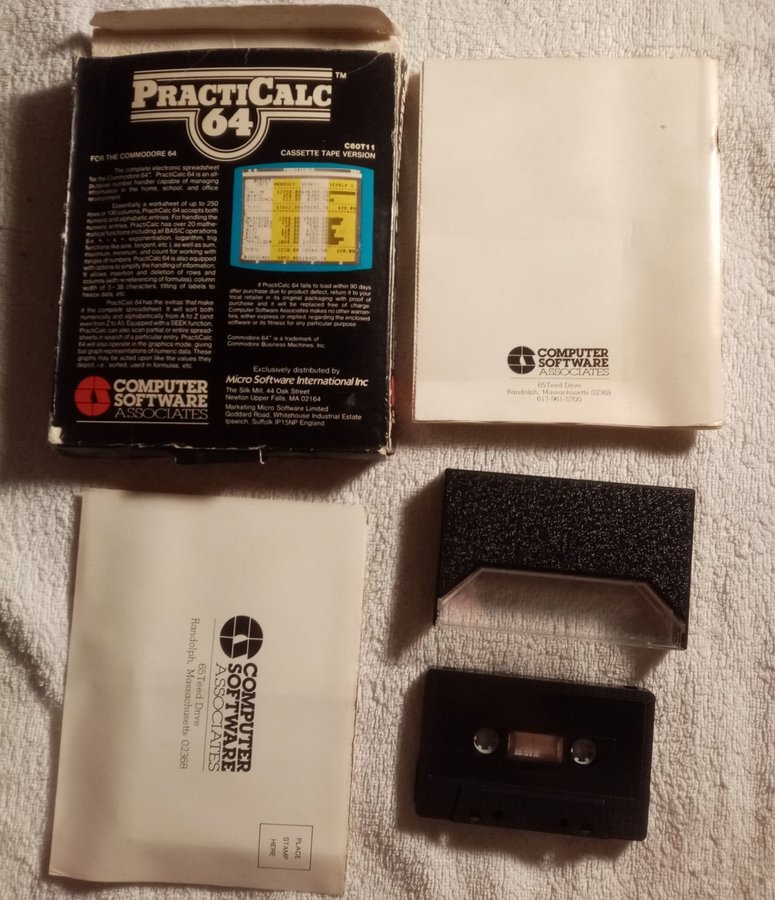 PRACTICALC™
64
C60T11
FOR THE COMMODORE 64
CASSETTE TAPE VERSION
The complete electronic spreadsheet
for the Commodore 64™ PractiCalc 64 is an all-
purpose number handler capable of managing
information in the home, school, and office
environment.
Essentially a worksheet of up to 250
rows or 100 columns, PractiCalc 64 accepts both
numeric and alphabetic entries. For handling the
numeric entries, PractiCalc has over 20 mathe-
matical functions including all BASIC operations
exponentiation, logarithm, trig
functions like sine, tangent, etc.), as well as sum,
maximum, minimum, and count for working with
ranges of numbers. PractiCalc 64 is also equipped
with options to simplify the handling of information.
It allows insertion and deletion of rows and
columns (with re-referencing of formulas), column
width of 3 - 38 characters, titling of labels to
freeze data, etc.
PractiCalc 64 has the 'extras' that make
it the complete spreadsheet. It will sort both
numerically and alphabetically from A to Z (and
even from Z to A!). Equipped with a SEEK function,
PractiCalc can also scan partial or entire spread-
sheets in search of a particular entry. PractiCalc
64 will also operate in the graphics mode, giving
bar graph representations of numeric data. These
graphs may be acted upon like the values they
depict, i.e. sorted, used in formulas, etc.
MONTHLY YEARLY
If PractiCalc 64 fails to load within 90 days
after purchase due to product defect, return it to your
local retailer in its original packaging with proof of
purchase and it will be replaced free of charge.
Computer Software Associates makes no other warran-
ties, either express or implied, regarding the enclosed
software or its fitness for any particular purpose.
Commodore 64™ is a trademark of
Commodore Business Machines, Inc.
Exclusively distributed by
Micro Software International Inc
The Silk Mill, 44 Oak Street
Newton Upper Falls, MA 02164
Marketing Micro Software Limited
Goddard Road, Whitehouse Industrial Estate
Ipswich, Suffolk IP15NP England
COMPUTER
SOFTWARE
ASSOCIATES
COMPUTER
SOFTWARE
ASSOCIATES
65 Teed Drive
Randolph, Massachusetts 02368
617-961-5700
COMPUTER
SOFTWARE
ASSOCIATES
65 Teed Drive
Randolph, Massachusetts 02368
PLACE
STAMP
HERE